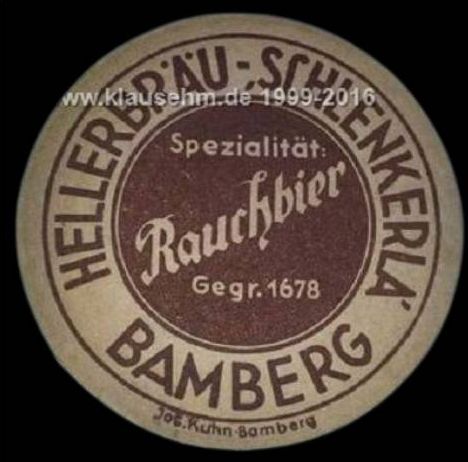 HELLERBRÄU-„SCHLENKERLA“
www.klausehm.de 1999-2016
Spezialität:
Rauchbier
Gegr. 1678
BAMBERG
Jos. Kuhn-Bamberg